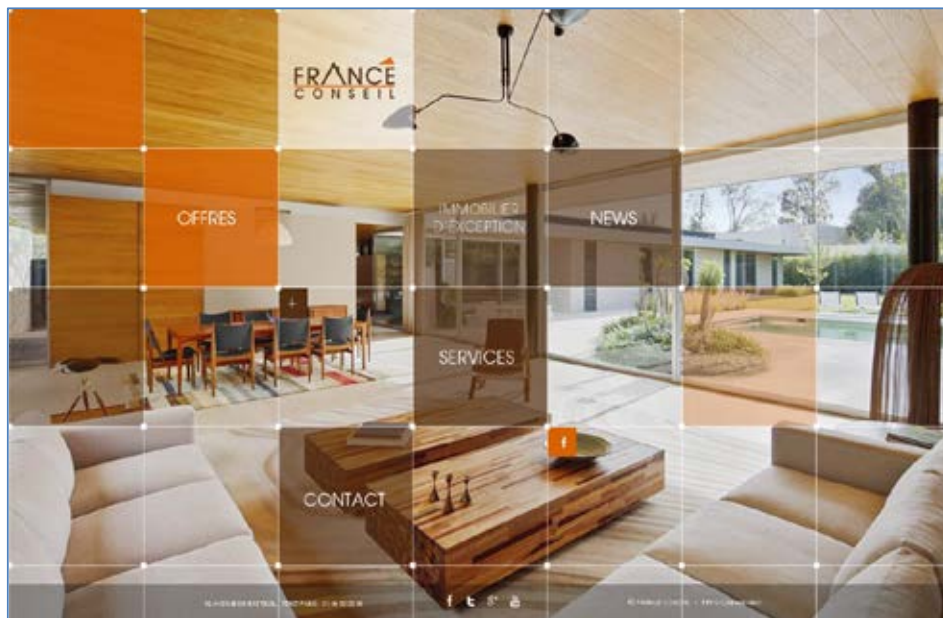 FRANCE
CONSEIL
OFFRES
IMMOBILIER
D'EXCEPTION
NEWS
SERVICES
CONTACT